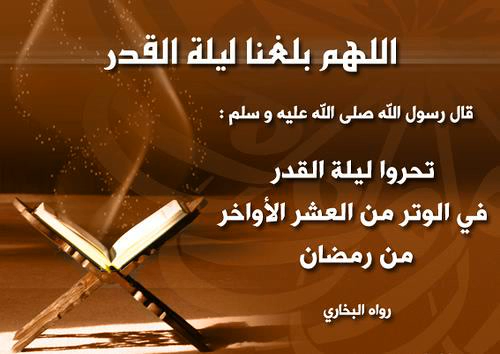 اللهم بلغنا ليلة القدر
قال رسول الله صلى الله عليه و سلم :
تحروا ليلة القدر
في الوتر من العشر الأواخر
من رمضان
رواه البخاري